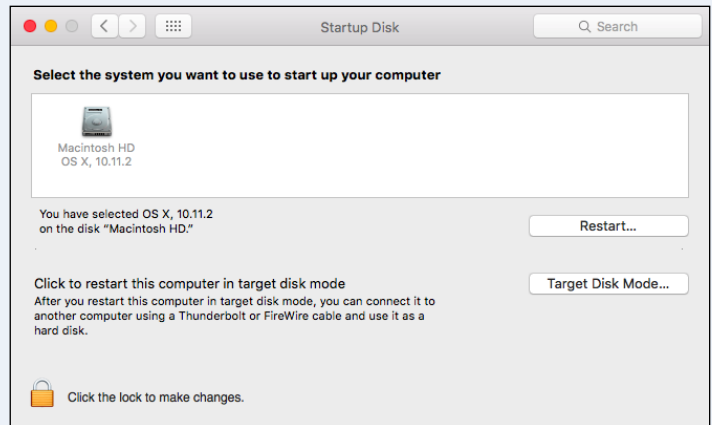 Startup Disk
Search
Select the system you want to use to start up your computer
Macintosh HD
OS X, 10.11.2
You have selected OS X, 10.11.2
on the disk “Macintosh HD.”
Restart...
Click to restart this computer in target disk mode
Target Disk Mode...
After you restart this computer in target disk mode, you can connect it to
another computer using a Thunderbolt or FireWire cable and use it as a
hard disk.
Click the lock to make changes.